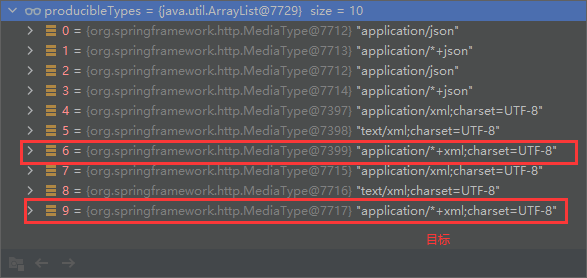 producibleTypes = {java.util.ArrayList@7729} size = 10
0 = {org.springframework.http.MediaType@7712} "application/json"
1 = {org.springframework.http.MediaType@7713} "application/*+json"
2 = {org.springframework.http.MediaType@7712} "application/json"
3 = {org.springframework.http.MediaType@7714} "application/*+json"
4 = {org.springframework.http.MediaType@7397} "application/xml;charset=UTF-8"
5 = {org.springframework.http.MediaType@7398} "text/xml;charset=UTF-8"
6 = {org.springframework.http.MediaType@7399} "application/*+xml;charset=UTF-8"
7 = {org.springframework.http.MediaType@7715} "application/xml;charset=UTF-8"
8 = {org.springframework.http.MediaType@7716} "text/xml;charset=UTF-8"
9 = {org.springframework.http.MediaType@7717} "application/*+xml;charset=UTF-8"
目标